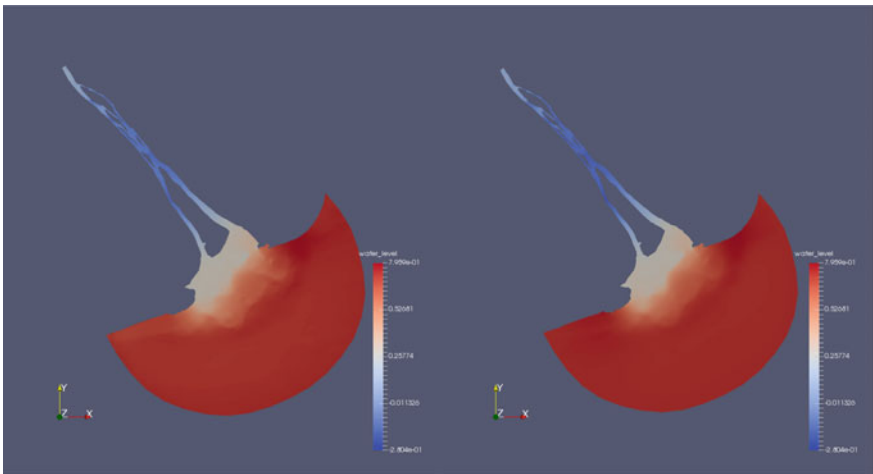 water_level
7.959e-01
0.52681
0.25774
-0.011326
-2.804e-01
Y
Z X
water_level
7.959e-01
0.52681
0.25774
-0.011326
-2.804e-01
Y
Z X